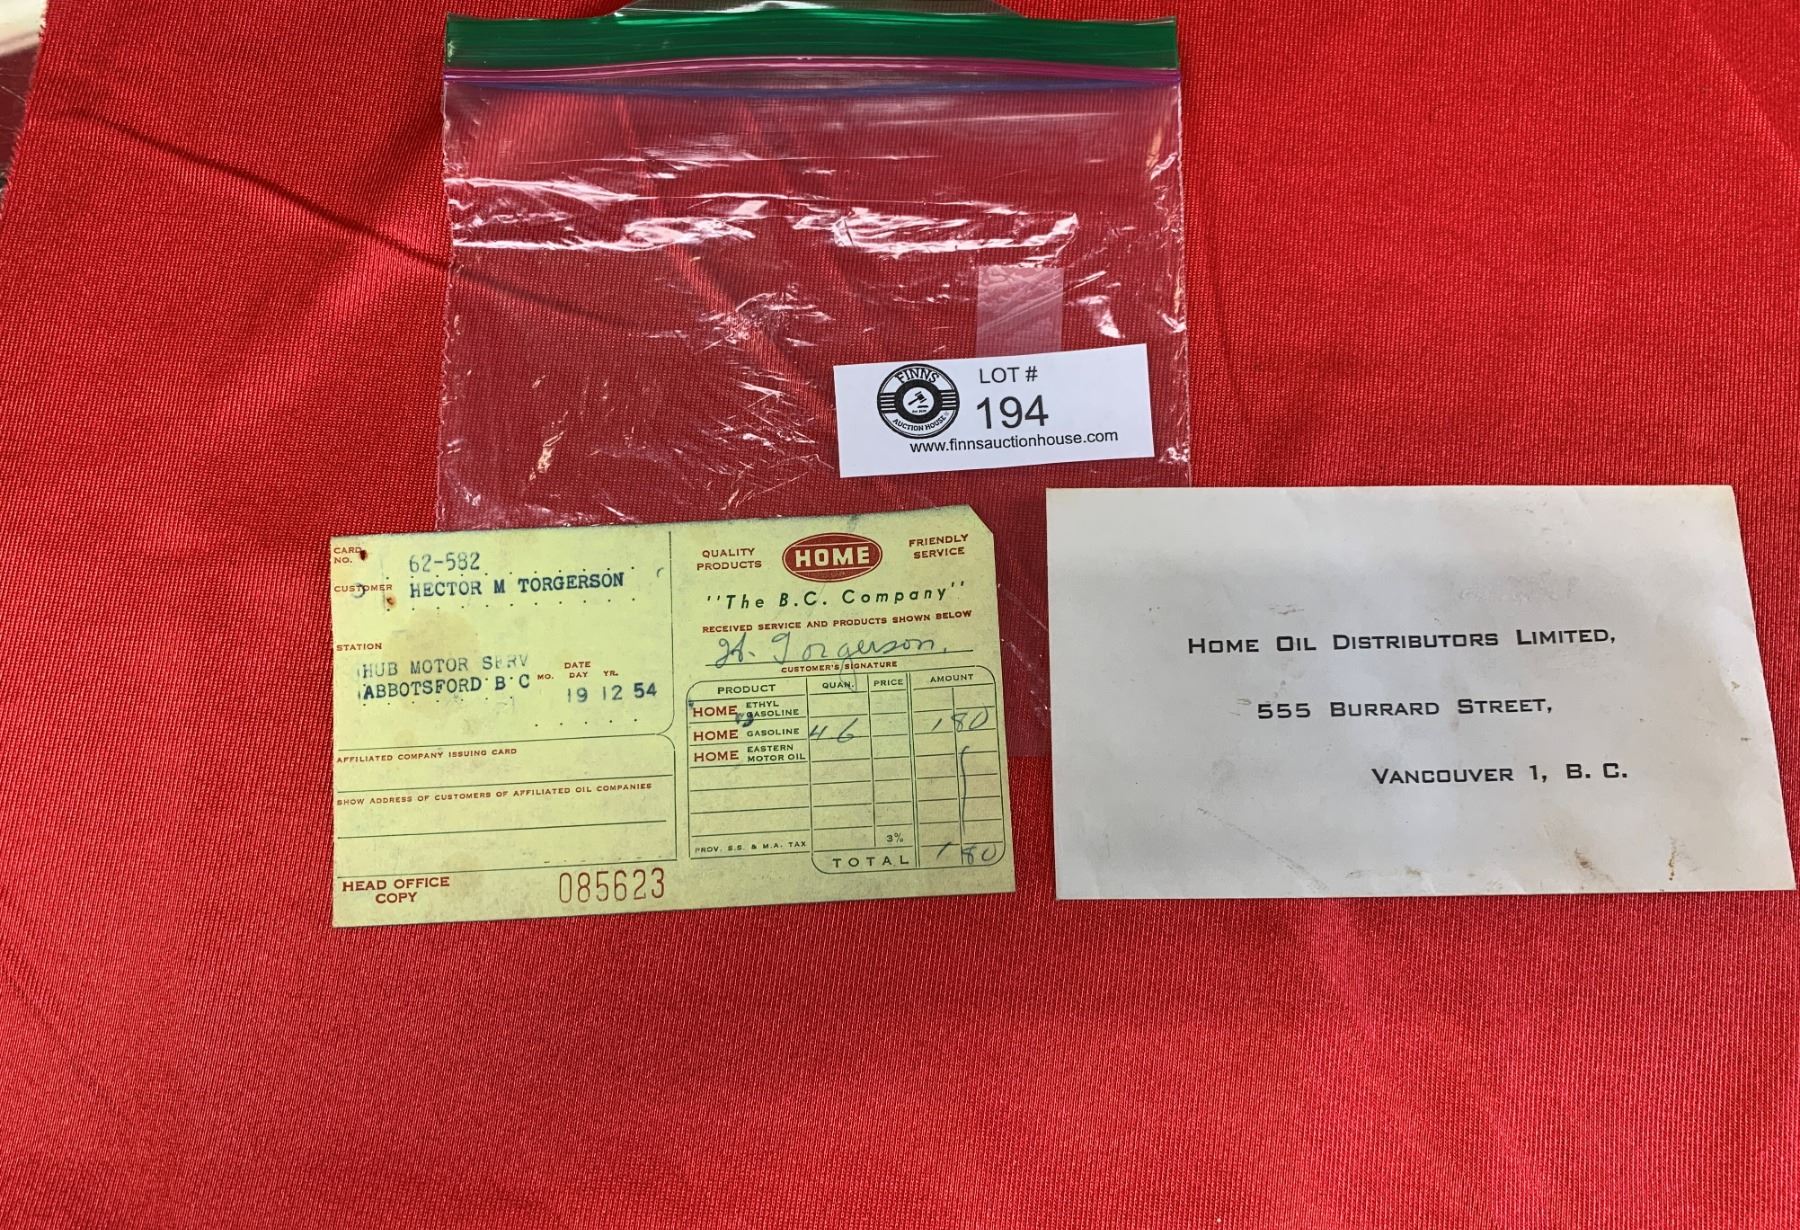 FINNS
AUCTION HOUSE
LOT #
194
www.finnsauctionhouse.com
CARD NO.
62-582
CUSTOMER
HECTOR M TORGERSON
STATION
HUB MOTOR SERV
ABBOTSFORD B C
MO. DATE DAY YR.
19 12 54
AFFILIATED COMPANY ISSUING CARD
SHOW ADDRESS OF CUSTOMERS OF AFFILIATED OIL COMPANIES
HEAD OFFICE
COPY
085623
QUALITY PRODUCTS
HOME
FRIENDLY SERVICE
"The B.C. Company"
RECEIVED SERVICE AND PRODUCTS SHOWN BELOW
H. Torgerson.
CUSTOMER'S SIGNATURE
PRODUCT QUAN. PRICE AMOUNT
HOME ETHYL GASOLINE
HOME GASOLINE 46 1 80
HOME EASTERN MOTOR OIL
PROV. S.S. & M.A. TAX 3%
TOTAL 1 80
HOME OIL DISTRIBUTORS LIMITED,
555 BURRARD STREET,
VANCOUVER 1, B. C.